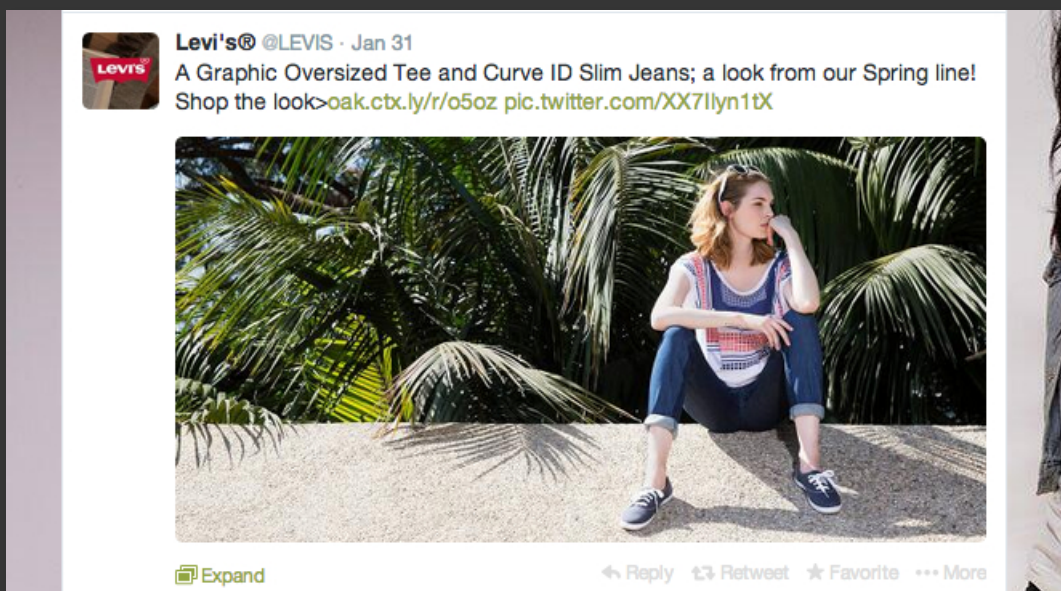 Levi's® @LEVIS · Jan 31
A Graphic Oversized Tee and Curve ID Slim Jeans; a look from our Spring line!
Shop the look>oak.ctx.ly/r/o5oz pic.twitter.com/XX7Ilyn1tX
LEVI'S
Expand
Reply Retweet Favorite More